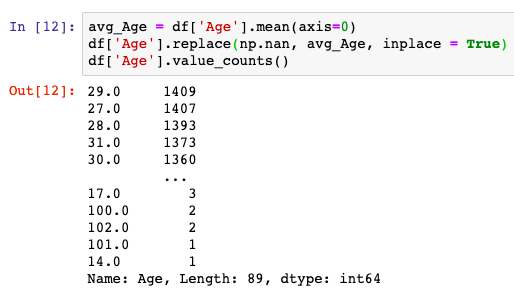 In [12]: avg_Age = df['Age'].mean(axis=0)
df['Age'].replace(np.nan, avg_Age, inplace = True)
df['Age'].value_counts()
Out[12]: 29.0 1409
27.0 1407
28.0 1393
31.0 1373
30.0 1360
...
17.0 3
100.0 2
102.0 2
101.0 1
14.0 1
Name: Age, Length: 89, dtype: int64